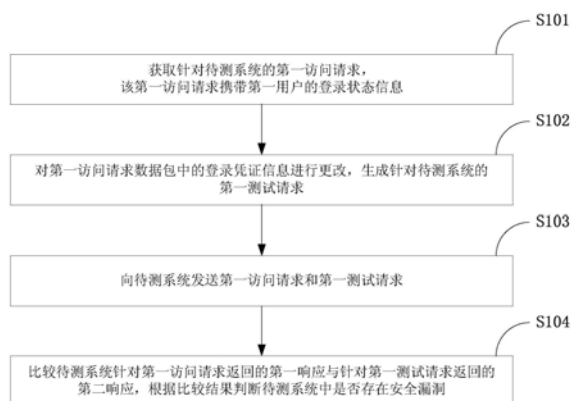 S101
获取针对待测系统的第一访问请求，
该第一访问请求携带第一用户的登录状态信息
S102
对第一访问请求数据包中的登录凭证信息进行更改，生成针对待测系统的
第一测试请求
S103
向待测系统发送第一访问请求和第一测试请求
S104
比较待测系统针对第一访问请求返回的第一响应与针对第一测试请求返回的
第二响应，根据比较结果判断待测系统中是否存在安全漏洞